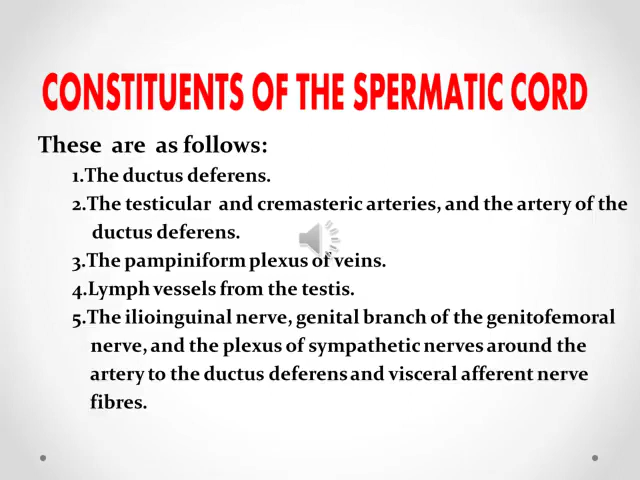 CONSTITUENTS OF THE SPERMATIC CORD
These are as follows:
1.The ductus deferens.
2.The testicular and cremasteric arteries, and the artery of the
ductus deferens.
3.The pampiniform plexus of veins.
4.Lymph vessels from the testis.
5.The ilioinguinal nerve, genital branch of the genitofemoral
nerve, and the plexus of sympathetic nerves around the
artery to the ductus deferens and visceral afferent nerve
fibres.